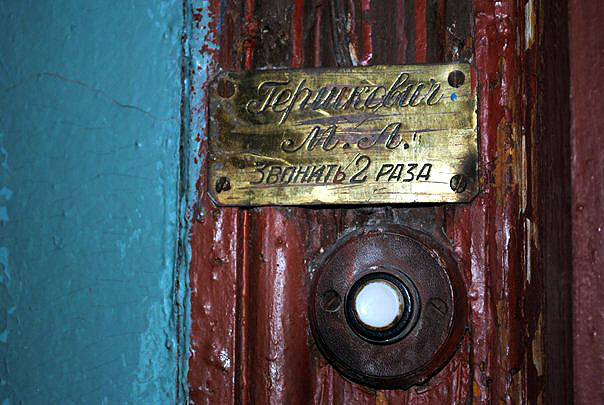 Гершкович
М. Л.
Звонить 2 раза